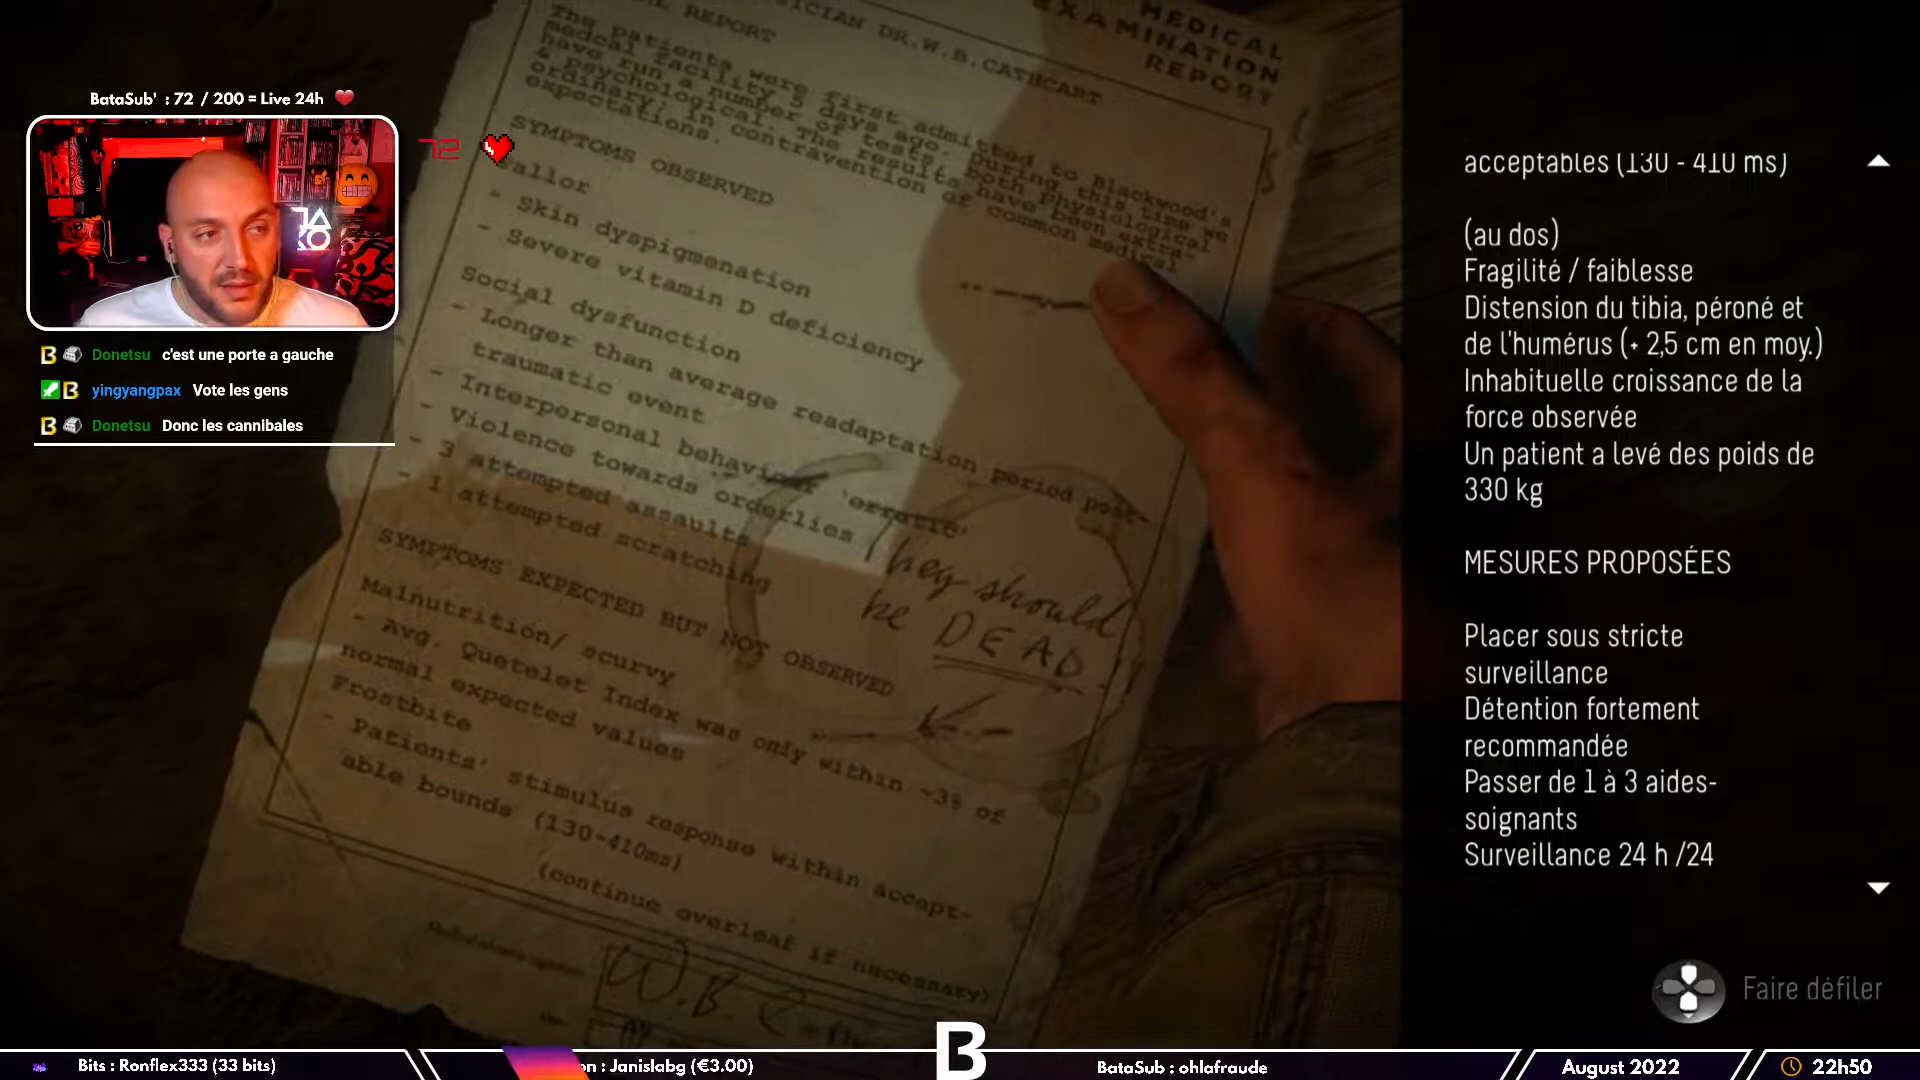 BataSub' : 72 / 200 = Live 24h
72
Donetsu c'est une porte a gauche
yingyangpax Vote les gens
Donetsu Donc les cannibales
MEDICAL
EXAMINATION
REPORT
DR.W.B.CATHCART
REPORT
The patients were first admitted to Blackwood's
medcal facility 5 days ago. During this time we
have run a number of tests, both physiological
& psychological. The results have been extra-
ordinary, in contravention of common medical
expectations.
SYMPTOMS OBSERVED
Pallor
- Skin dyspigmenation
- Severe vitamin D deficiency
Social dysfunction
- Longer than average readaptation period post-
traumatic event
- Interpersonal behaviour 'erratic'
- Violence towards orderlies
- 3 attempted assaults
- 1 attempted scratching
They should
be DEAD
SYMPTOMS EXPECTED BUT NOT OBSERVED
Malnutrition/ scurvy
- Avg. Quetelet Index was only within ~3% of
normal expected values
Frostbite
- Patients' stimulus response within accept-
able bounds (130-410ms)
(continue overleaf if necessaty)
W.B.
acceptables (130 - 410 ms)
(au dos)
Fragilité / faiblesse
Distension du tibia, péroné et
de l'humérus (+ 2,5 cm en moy.)
Inhabituelle croissance de la
force observée
Un patient a levé des poids de
330 kg
MESURES PROPOSÉES
Placer sous stricte
surveillance
Détention fortement
recommandée
Passer de 1 à 3 aides-
soignants
Surveillance 24 h /24
Faire défiler
Bits : Ronflex333 (33 bits)
on : Janislabg (€3.00)
B
BataSub : ohlafraude
August 2022
22h50